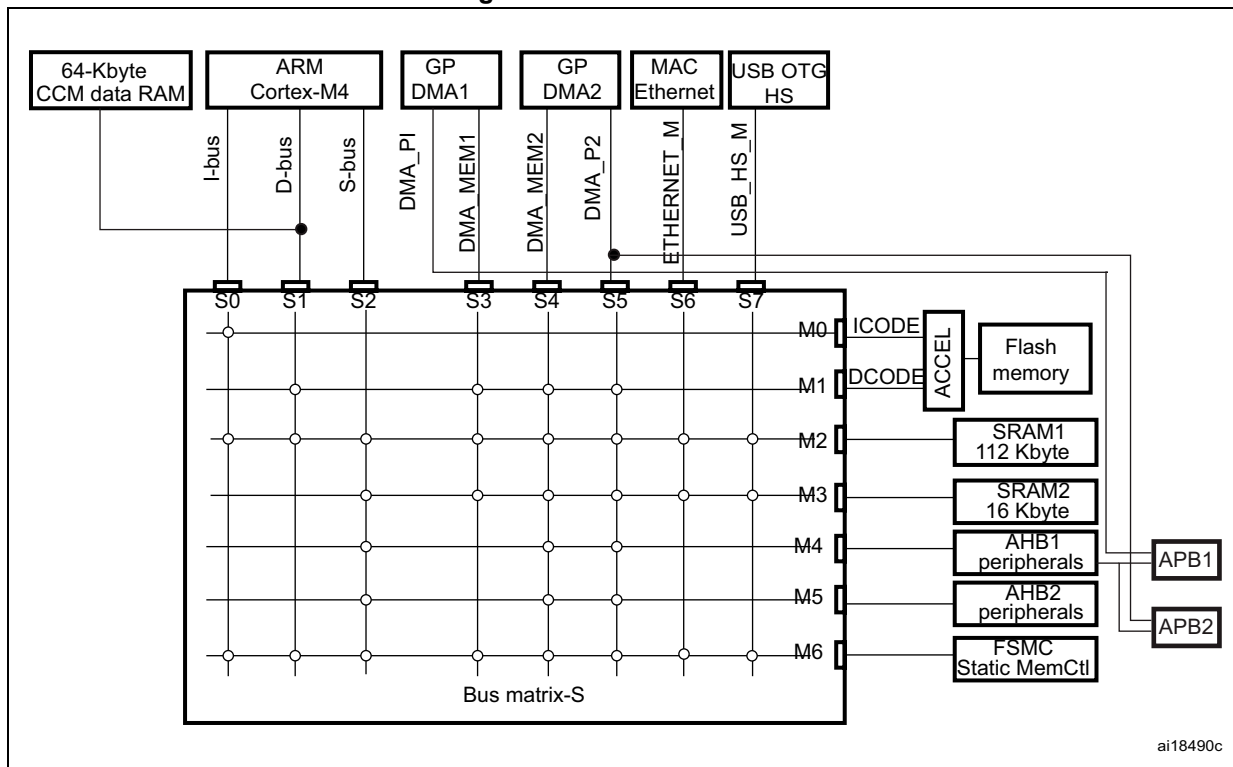 64-Kbyte
CCM data RAM
ARM
Cortex-M4
GP
DMA1
GP
DMA2
MAC
Ethernet
USB OTG
HS
I-bus
D-bus
S-bus
DMA_PI
DMA_MEM1
DMA_MEM2
DMA_P2
ETHERNET_M
USB_HS_M
S0
S1
S2
S3
S4
S5
S6
S7
M0
ICODE
M1
DCODE
ACCEL
Flash
memory
M2
SRAM1
112 Kbyte
M3
SRAM2
16 Kbyte
M4
AHB1
peripherals
APB1
M5
AHB2
peripherals
APB2
M6
FSMC
Static MemCtl
Bus matrix-S
ai18490c